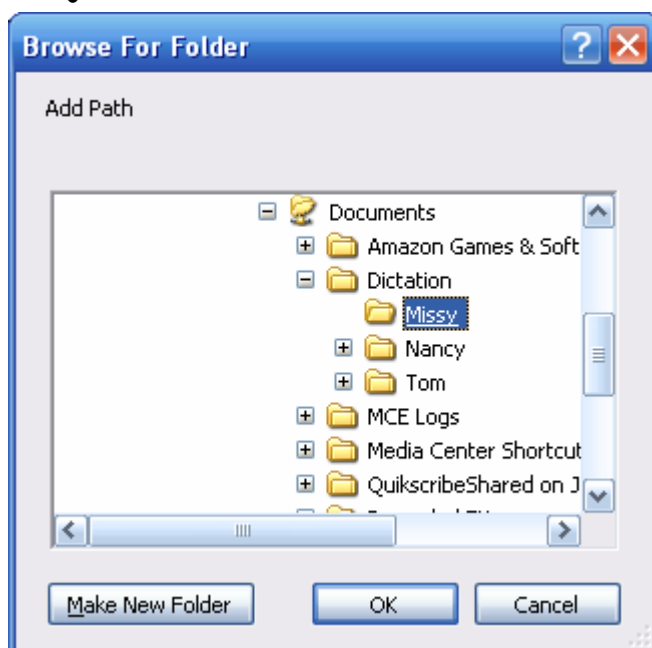 Browse For Folder
Add Path
Documents
Amazon Games & Soft
Dictation
Missy
Nancy
Tom
MCE Logs
Media Center Shortcut
QuikscribeShared on J
Make New Folder OK Cancel